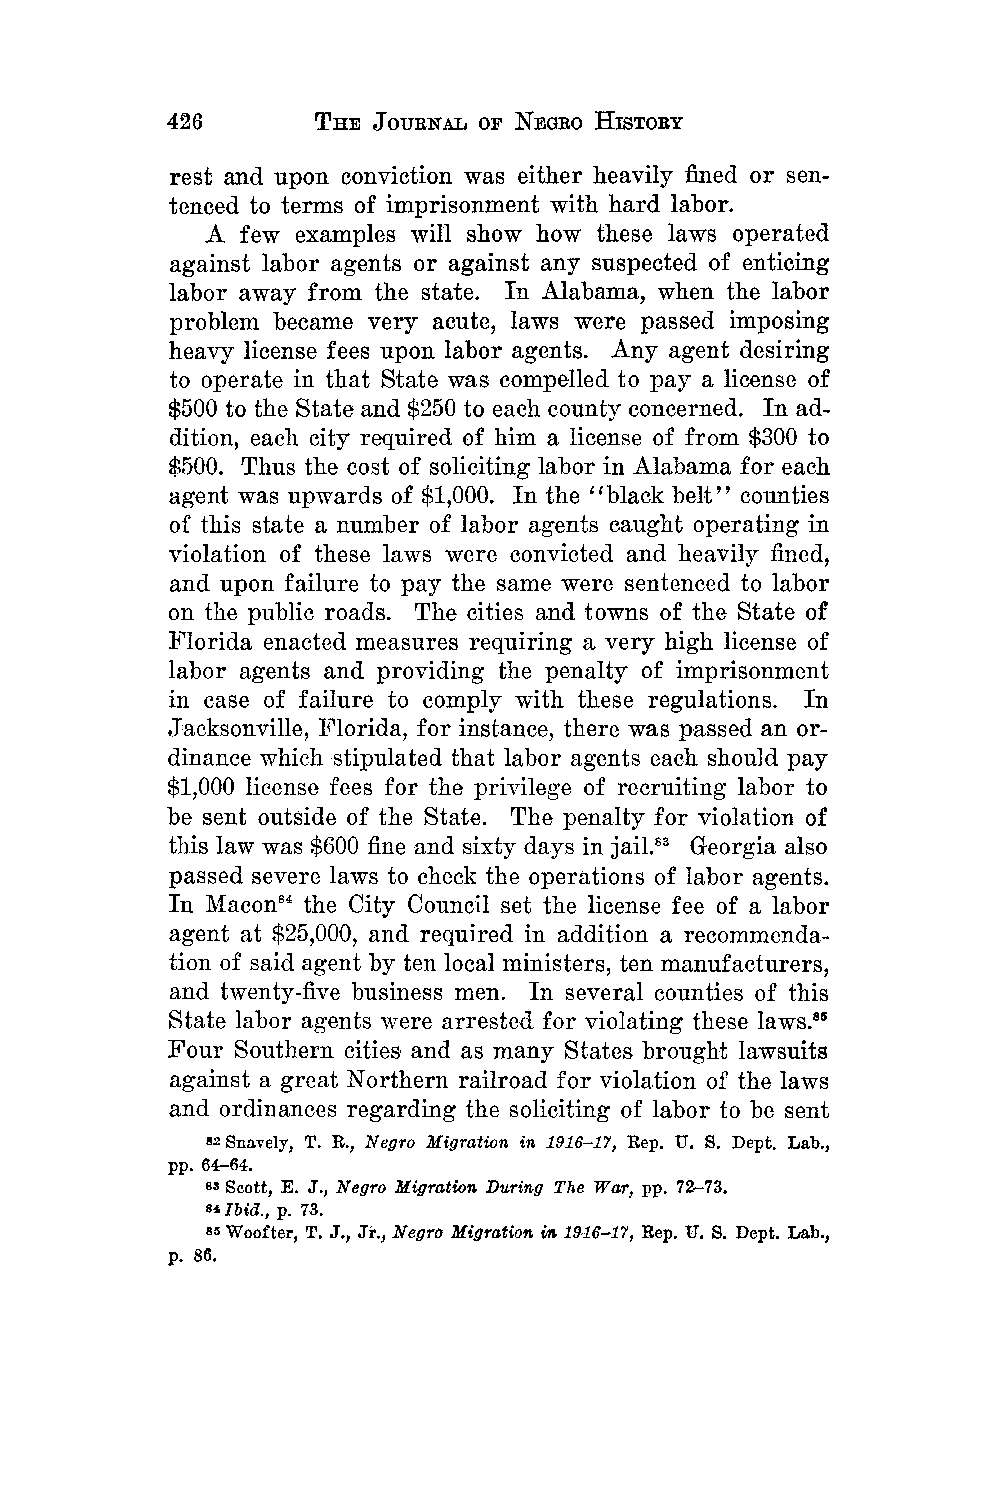 426 THE JOURNAL OF NEGRO HISTORY
rest and upon conviction was either heavily fined or sen-
tenced to terms of imprisonment with hard labor.
A few examples will show how these laws operated
against labor agents or against any suspected of enticing
labor away from the state. In Alabama, when the labor
problem became very acute, laws were passed imposing
heavy license fees upon labor agents. Any agent desiring
to operate in that State was compelled to pay a license of
$500 to the State and $250 to each county concerned. In ad-
dition, each city required of him a license of from $300 to
$500. Thus the cost of soliciting labor in Alabama for each
agent was upwards of $1,000. In the “black belt” counties
of this state a number of labor agents caught operating in
violation of these laws were convicted and heavily fined,
and upon failure to pay the same were sentenced to labor
on the public roads. The cities and towns of the State of
Florida enacted measures requiring a very high license of
labor agents and providing the penalty of imprisonment
in case of failure to comply with these regulations. In
Jacksonville, Florida, for instance, there was passed an or-
dinance which stipulated that labor agents each should pay
$1,000 license fees for the privilege of recruiting labor to
be sent outside of the State. The penalty for violation of
this law was $600 fine and sixty days in jail.⁸³ Georgia also
passed severe laws to check the operations of labor agents.
In Macon⁸⁴ the City Council set the license fee of a labor
agent at $25,000, and required in addition a recommenda-
tion of said agent by ten local ministers, ten manufacturers,
and twenty-five business men. In several counties of this
State labor agents were arrested for violating these laws.⁸⁵
Four Southern cities and as many States brought lawsuits
against a great Northern railroad for violation of the laws
and ordinances regarding the soliciting of labor to be sent
⁸² Snavely, T. R., Negro Migration in 1916–17, Rep. U. S. Dept. Lab.,
pp. 64–64.
⁸³ Scott, E. J., Negro Migration During The War, pp. 72–73.
⁸⁴ Ibid., p. 73.
⁸⁵ Woofter, T. J., Jr., Negro Migration in 1916–17, Rep. U. S. Dept. Lab.,
p. 86.